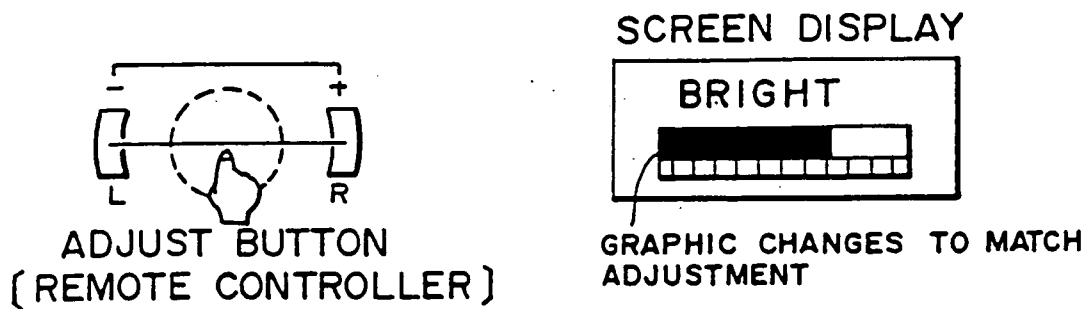 - +
L R
ADJUST BUTTON
[REMOTE CONTROLLER]
SCREEN DISPLAY
BRIGHT
GRAPHIC CHANGES TO MATCH
ADJUSTMENT